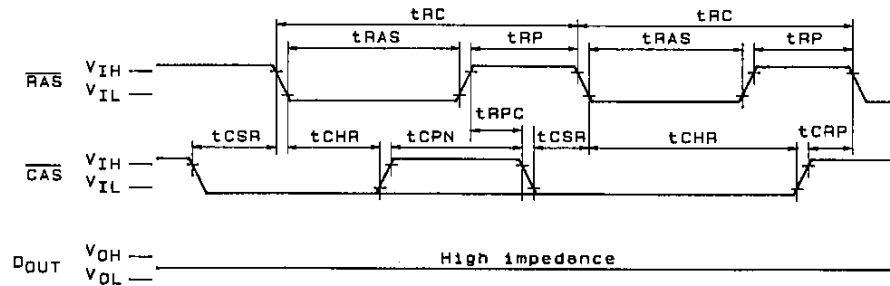 tRC tRC
tRAS tRP tRAS tRP
RAS VIH
VIL
tRPC
tCSR tCHR tCPN tCSR tCHR tCRP
CAS VIH
VIL
DOUT VOH High impedance
VOL